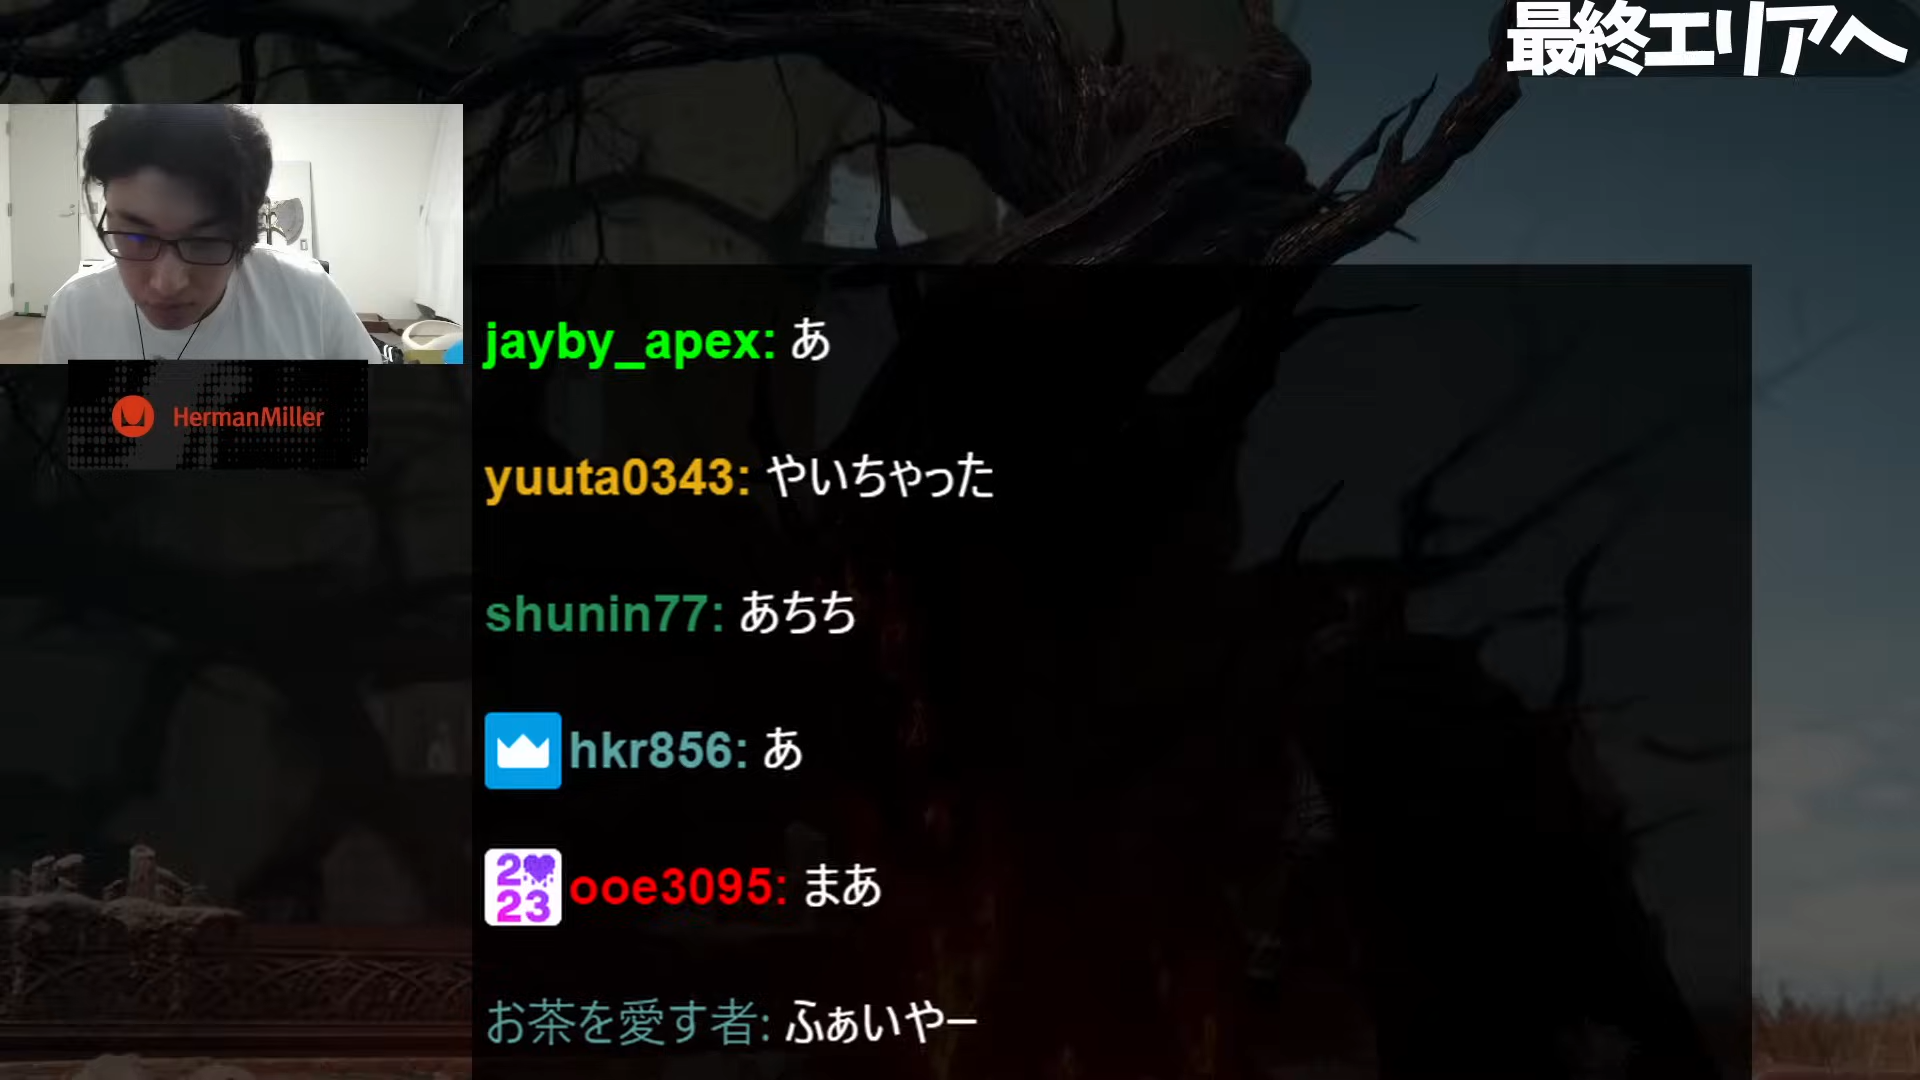 最終エリアへ
HermanMiller
jayby_apex: あ
yuuta0343: やいちゃった
shunin77: あちち
hkr856: あ
2023 ooe3095: まあ
お茶を愛す者: ふぁいやー